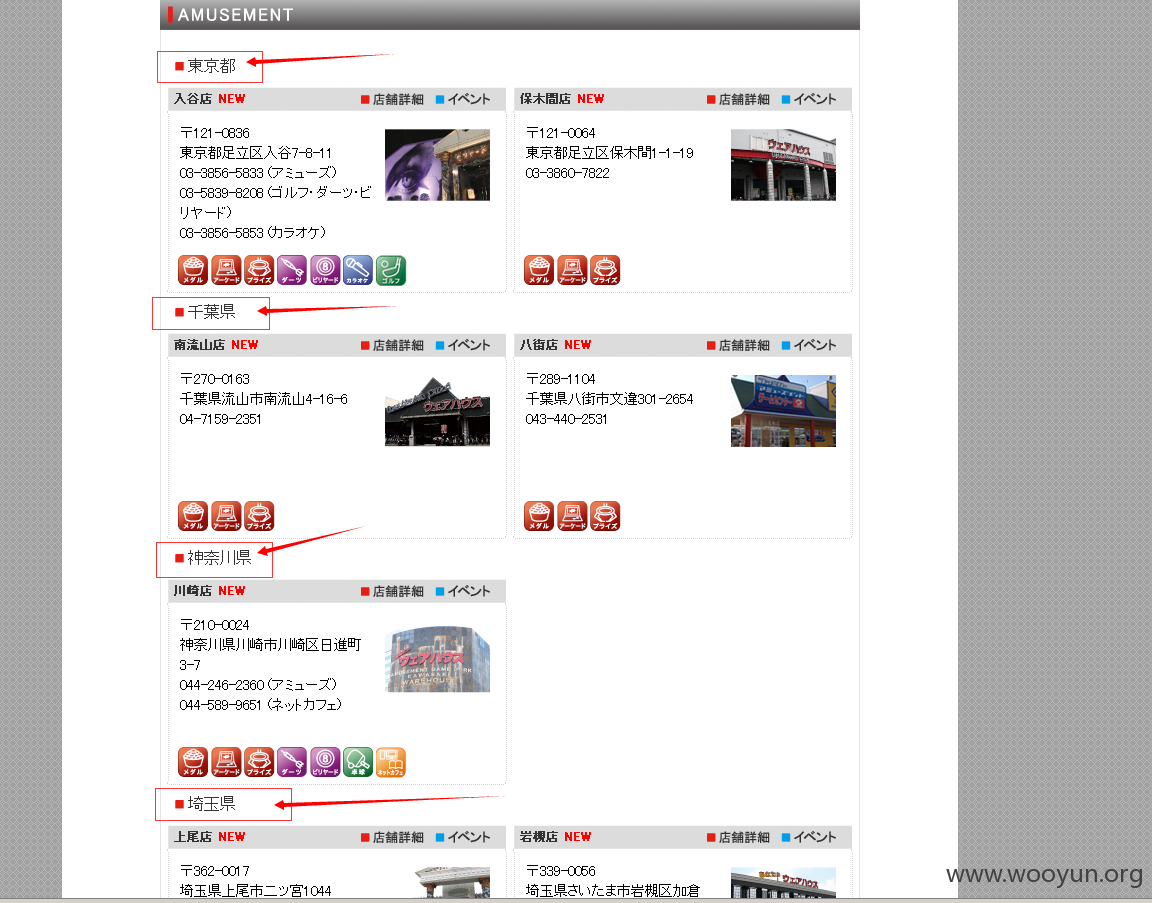 AMUSEMENT
■東京都
入谷店 NEW ■店舗詳細 ■イベント
〒121-0836
東京都足立区入谷7-8-11
03-3856-5833（アミューズ）
03-5839-8208（ゴルフ・ダーツ・ビ
リヤード）
03-3856-5853（カラオケ）
メダル アーケード プライズ ダーツ ビリヤード カラオケ ゴルフ
保木間店 NEW ■店舗詳細 ■イベント
〒121-0064
東京都足立区保木間1-1-19
03-3860-7822
ウェアハウス
メダル アーケード プライズ
■千葉県
南流山店 NEW ■店舗詳細 ■イベント
〒270-0163
千葉県流山市南流山4-16-6
04-7159-2351
ウェアハウス
メダル アーケード プライズ
八街店 NEW ■店舗詳細 ■イベント
〒289-1104
千葉県八街市文違301-2654
043-440-2531
メダル アーケード プライズ
■神奈川県
川崎店 NEW ■店舗詳細 ■イベント
〒210-0024
神奈川県川崎市川崎区日進町
3-7
044-246-2360（アミューズ）
044-589-9651（ネットカフェ）
ウェアハウス
AMUSEMENT GAME PARK
KAWASAKI
WAREHOUSE
メダル アーケード プライズ ダーツ ビリヤード 卓球 ネットカフェ
■埼玉県
上尾店 NEW ■店舗詳細 ■イベント
〒362-0017
埼玉県上尾市二ツ宮1044
岩槻店 NEW ■店舗詳細 ■イベント
〒339-0056
埼玉県さいたま市岩槻区加倉
ウェアハウス
www.wooyun.org